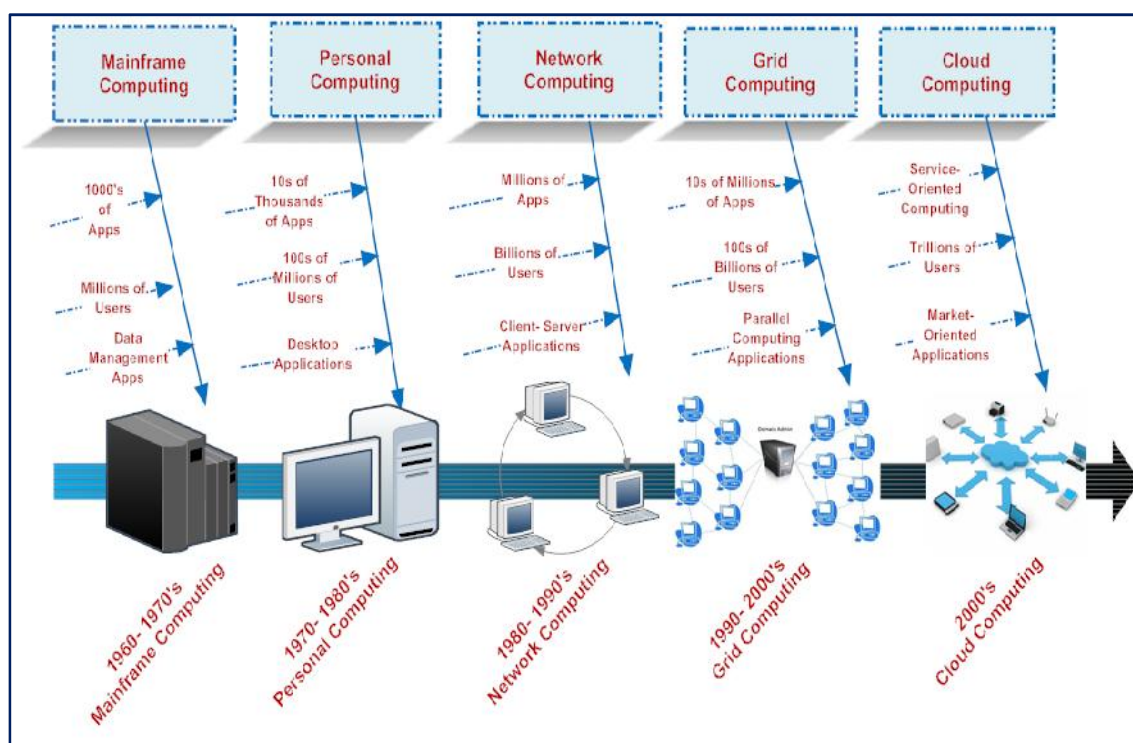 Mainframe
Computing
Personal
Computing
Network
Computing
Grid
Computing
Cloud
Computing
1000's
of
Apps
Millions of
Users
Data
Management
Apps
10s of
Thousands
of Apps
100s of
Millions of
Users
Desktop
Applications
Millions of
Apps
Billions of
Users
Client- Server
Applications
10s of Millions
of Apps
100s of
Billions of
Users
Parallel
Computing
Applications
Service-
Oriented
Computing
Trillions of
Users
Market-
Oriented
Applications
Domain Admin
1960- 1970's
Mainframe Computing
1970- 1980's
Personal Computing
1980- 1990's
Network Computing
1990- 2000's
Grid Computing
2000's
Cloud Computing